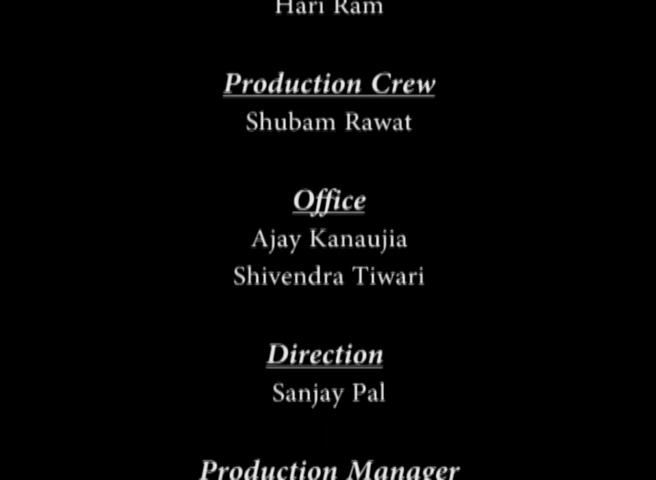 Hari Ram
Production Crew
Shubam Rawat
Office
Ajay Kanaujia
Shivendra Tiwari
Direction
Sanjay Pal
Production Manager